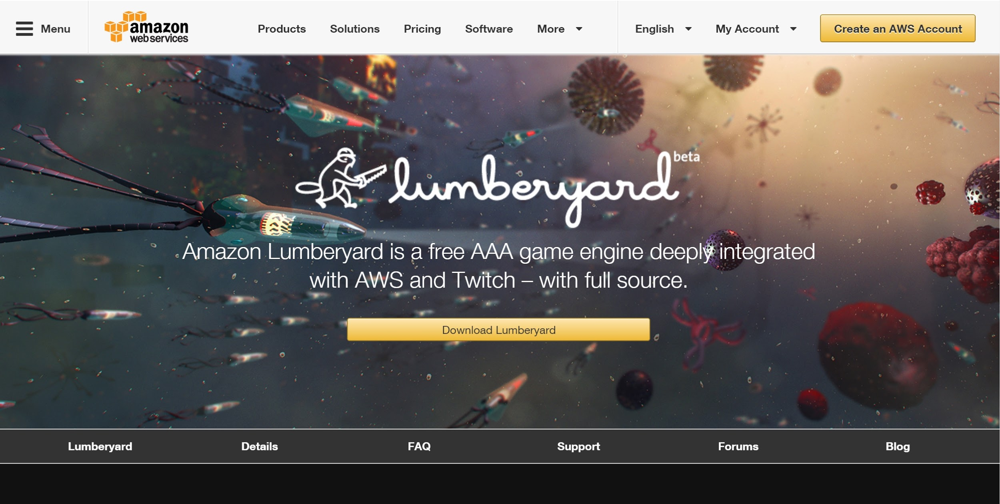 Menu
amazon
web services
Products
Solutions
Pricing
Software
More
English
My Account
Create an AWS Account
lumberyard beta
Amazon Lumberyard is a free AAA game engine deeply integrated
with AWS and Twitch – with full source.
Download Lumberyard
Lumberyard
Details
FAQ
Support
Forums
Blog